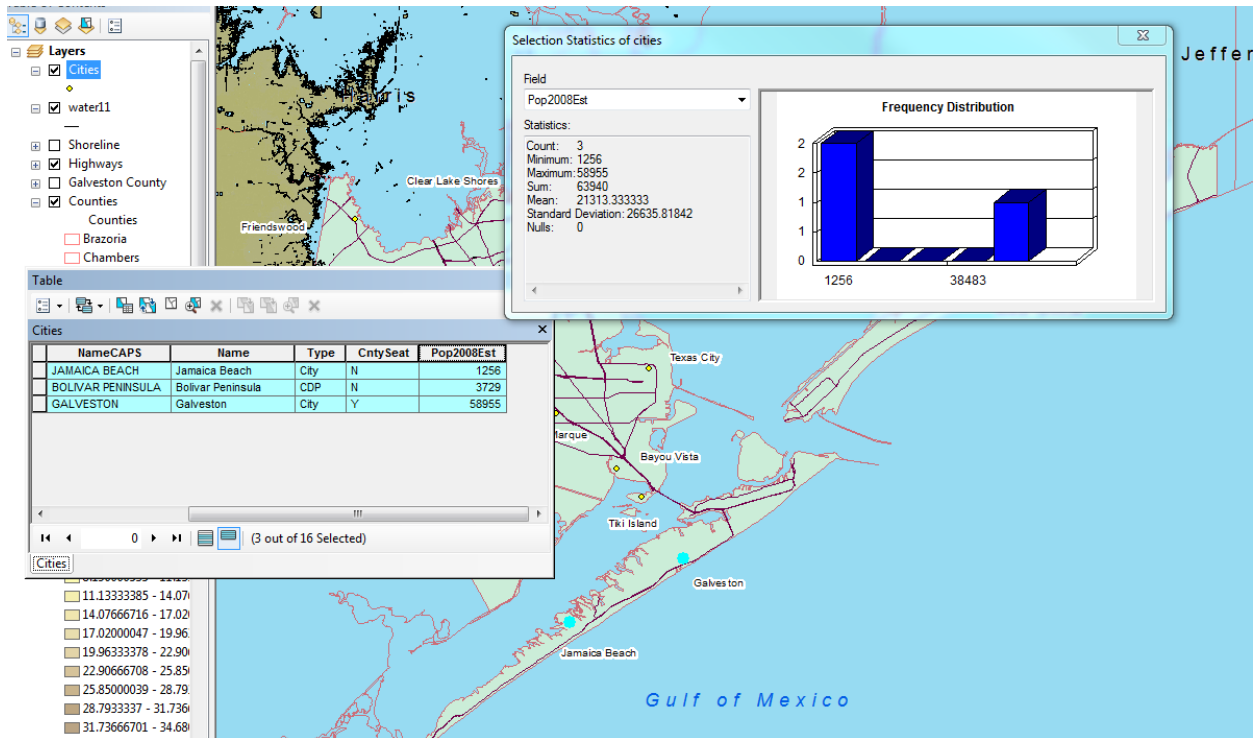 Layers
Cities
water11
Shoreline
Highways
Galveston County
Counties
Counties
Brazoria
Chambers
11.13333385 - 14.07
14.07666716 - 17.02
17.02000047 - 19.96
19.96333378 - 22.90
22.90666708 - 25.85
25.85000039 - 28.79
28.7933337 - 31.736
31.73666701 - 34.68
Table
Cities
NameCAPS Name Type CntySeat Pop2008Est
JAMAICA BEACH Jamaica Beach City N 1256
BOLIVAR PENINSULA Bolivar Peninsula CDP N 3729
GALVESTON Galveston City Y 58955
0 (3 out of 16 Selected)
Cities
Selection Statistics of cities
Field
Pop2008Est
Statistics:
Count: 3
Minimum: 1256
Maximum: 58955
Sum: 63940
Mean: 21313.333333
Standard Deviation: 26635.81842
Nulls: 0
Frequency Distribution
2
2
1
1
0
1256 38483
Jeffer
Clear Lake Shores
Friendswood
Texas City
Marque
Bayou Vista
Tiki Island
Galveston
Jamaica Beach
Gulf of Mexico